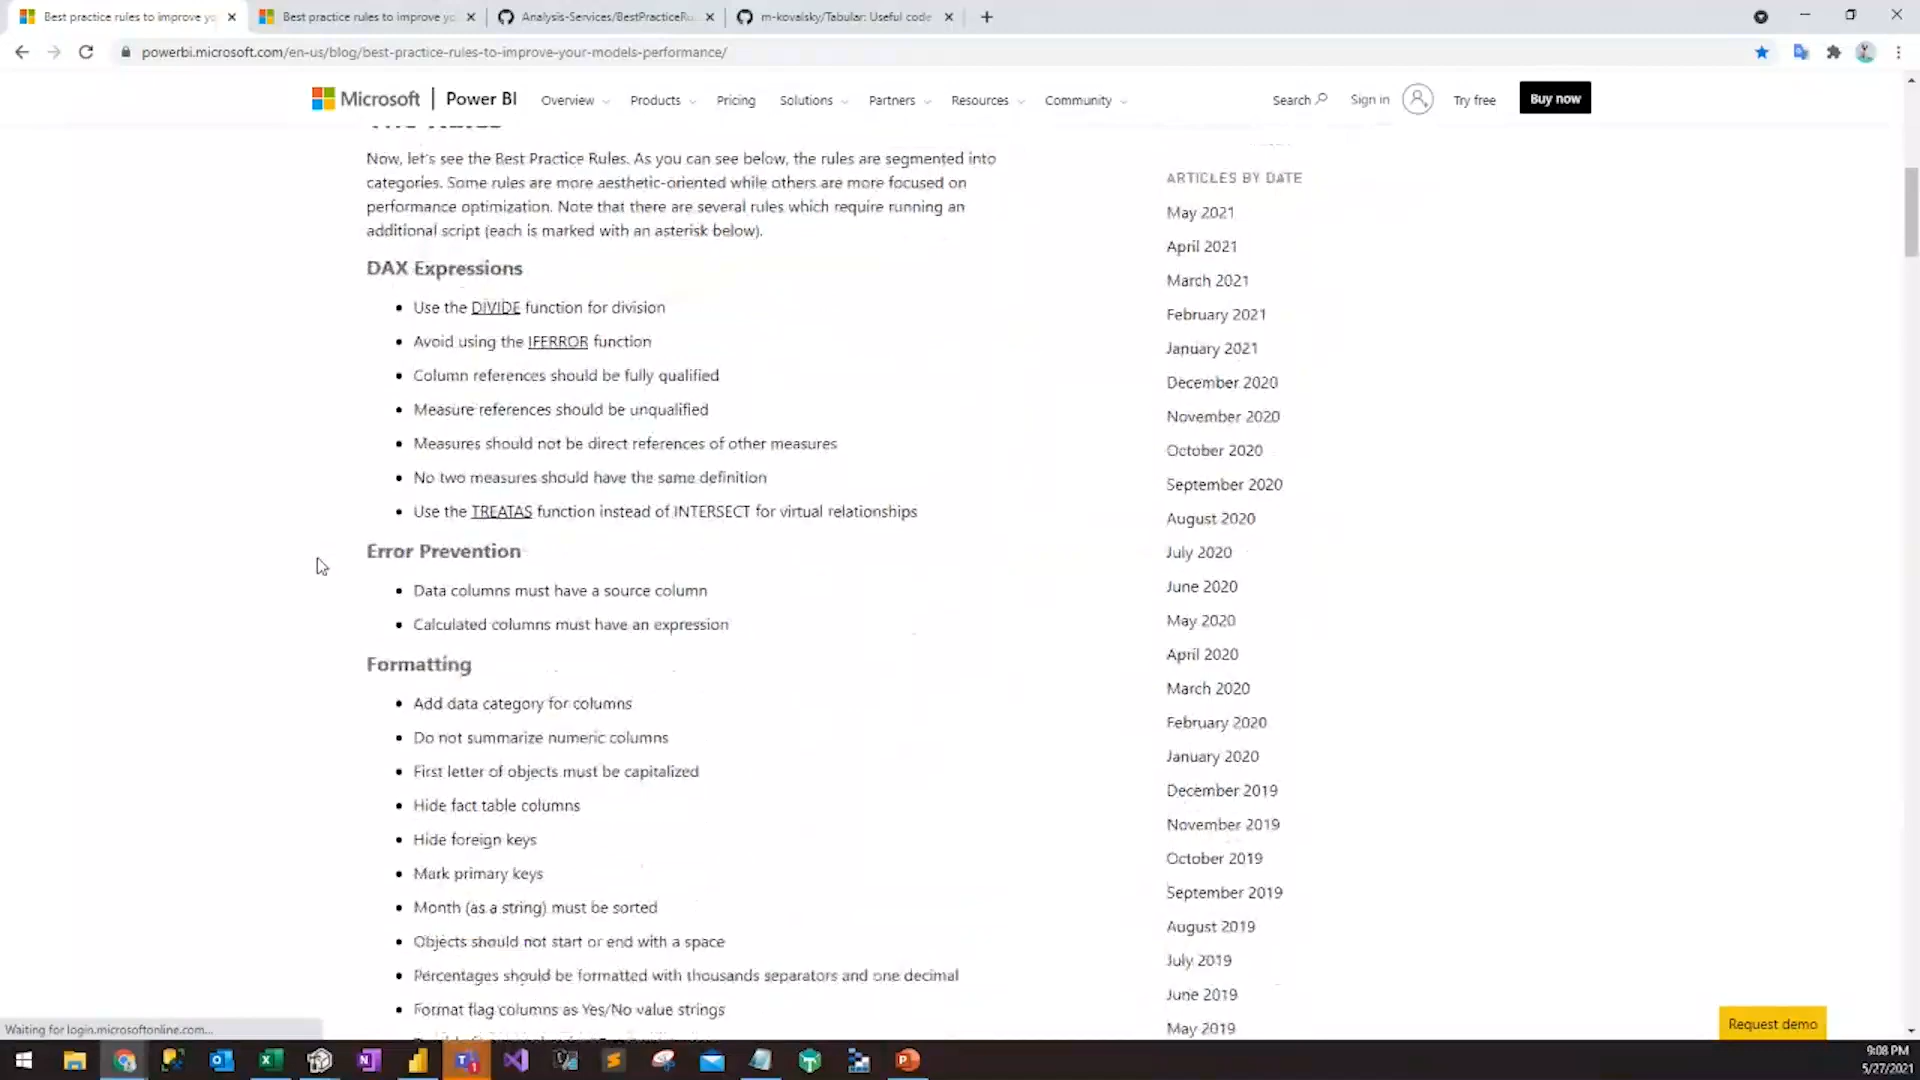 Best practice rules to improve yo
Best practice rules to improve yo
Analysis-Services/BestPracticeRu
m-kovalsky/Tabular: Useful code
powerbi.microsoft.com/en-us/blog/best-practice-rules-to-improve-your-models-performance/
Microsoft | Power BI
Overview
Products
Pricing
Solutions
Partners
Resources
Community
Search
Sign in
Try free
Buy now
Now, let's see the Best Practice Rules. As you can see below, the rules are segmented into
categories. Some rules are more aesthetic-oriented while others are more focused on
performance optimization. Note that there are several rules which require running an
additional script (each is marked with an asterisk below).
DAX Expressions
• Use the DIVIDE function for division
• Avoid using the IFERROR function
• Column references should be fully qualified
• Measure references should be unqualified
• Measures should not be direct references of other measures
• No two measures should have the same definition
• Use the TREATAS function instead of INTERSECT for virtual relationships
Error Prevention
• Data columns must have a source column
• Calculated columns must have an expression
Formatting
• Add data category for columns
• Do not summarize numeric columns
• First letter of objects must be capitalized
• Hide fact table columns
• Hide foreign keys
• Mark primary keys
• Month (as a string) must be sorted
• Objects should not start or end with a space
• Percentages should be formatted with thousands separators and one decimal
• Format flag columns as Yes/No value strings
ARTICLES BY DATE
May 2021
April 2021
March 2021
February 2021
January 2021
December 2020
November 2020
October 2020
September 2020
August 2020
July 2020
June 2020
May 2020
April 2020
March 2020
February 2020
January 2020
December 2019
November 2019
October 2019
September 2019
August 2019
July 2019
June 2019
May 2019
Request demo
Waiting for login.microsoftonline.com...
9:08 PM
5/27/2021